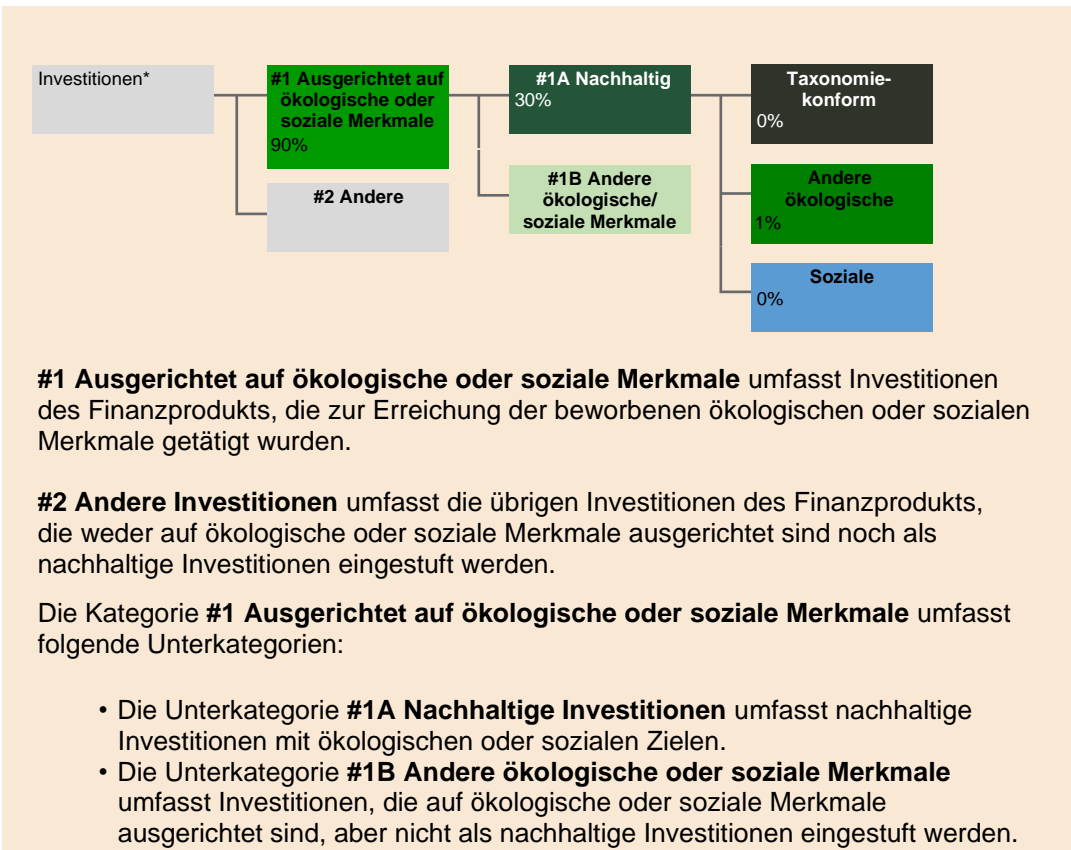 Investitionen*
#1 Ausgerichtet auf
ökologische oder
soziale Merkmale
90%
#2 Andere
#1A Nachhaltig
30%
#1B Andere
ökologische/
soziale Merkmale
Taxonomie-
konform
0%
Andere
ökologische
1%
Soziale
0%
#1 Ausgerichtet auf ökologische oder soziale Merkmale umfasst Investitionen
des Finanzprodukts, die zur Erreichung der beworbenen ökologischen oder sozialen
Merkmale getätigt wurden.
#2 Andere Investitionen umfasst die übrigen Investitionen des Finanzprodukts,
die weder auf ökologische oder soziale Merkmale ausgerichtet sind noch als
nachhaltige Investitionen eingestuft werden.
Die Kategorie #1 Ausgerichtet auf ökologische oder soziale Merkmale umfasst
folgende Unterkategorien:
• Die Unterkategorie #1A Nachhaltige Investitionen umfasst nachhaltige
Investitionen mit ökologischen oder sozialen Zielen.
• Die Unterkategorie #1B Andere ökologische oder soziale Merkmale
umfasst Investitionen, die auf ökologische oder soziale Merkmale
ausgerichtet sind, aber nicht als nachhaltige Investitionen eingestuft werden.